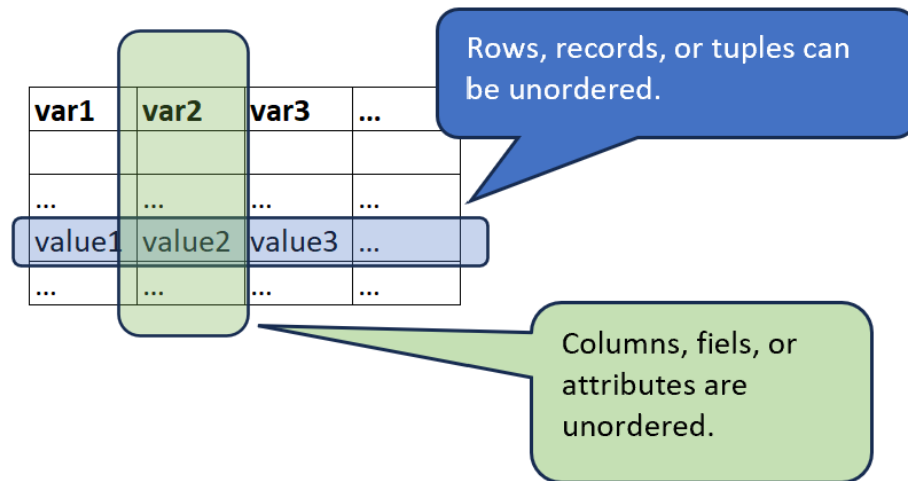 Rows, records, or tuples can
be unordered.
var1 var2 var3 ...
... ... ... ...
value1 value2 value3 ...
... ... ... ...
Columns, fiels, or
attributes are
unordered.